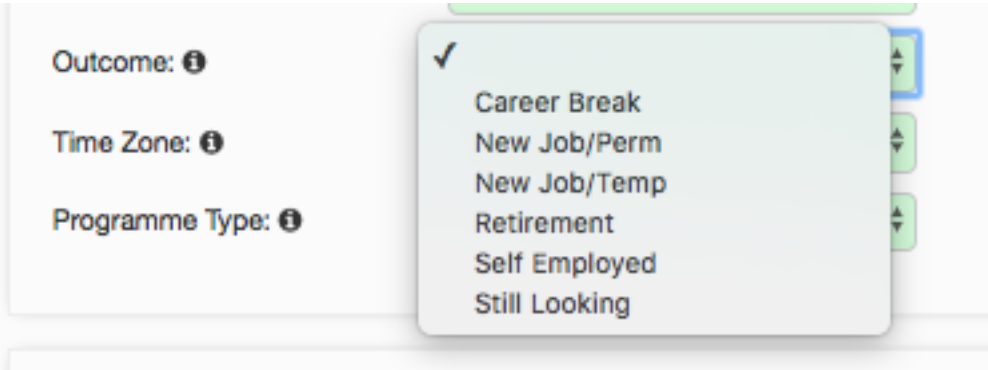 Outcome:
Career Break
Time Zone:
New Job/Perm
New Job/Temp
Programme Type:
Retirement
Self Employed
Still Looking